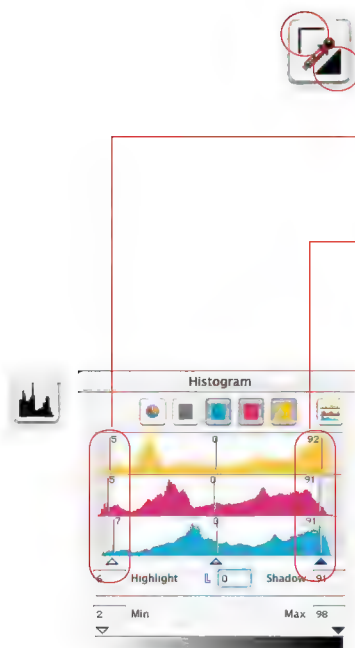 Histogram
5 0 92
5 0 91
7 0 91
6 Highlight L 0 Shadow 91
2 Min Max 98